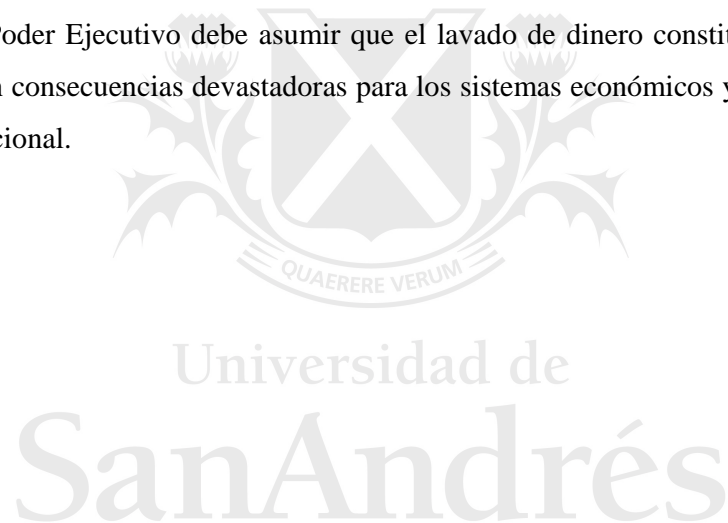 Poder Ejecutivo debe asumir que el lavado de dinero constit
consecuencias devastadoras para los sistemas económicos y
cional.
QUAERERE VERUM
Universidad de
SanAndrés